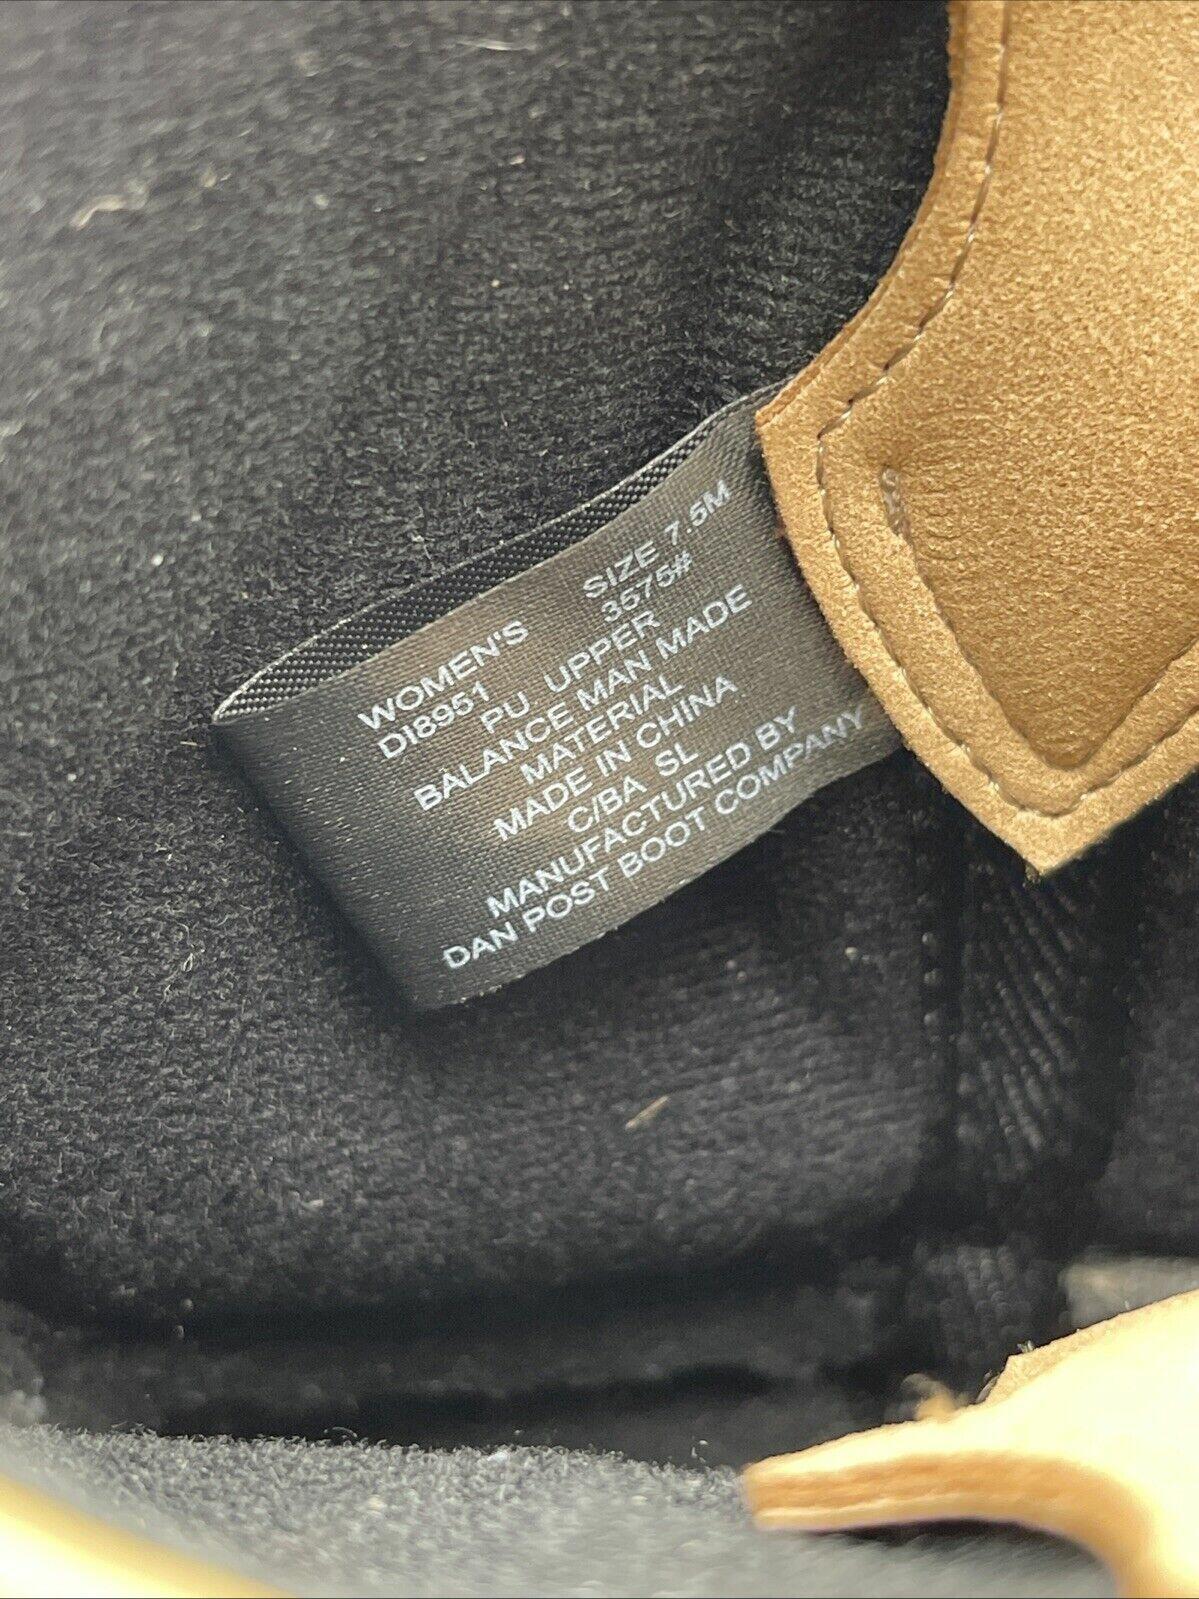 WOMEN'S SIZE 7.5M
DI8951 3575#
PU UPPER
BALANCE MAN MADE
MATERIAL
MADE IN CHINA
C/BA SL
MANUFACTURED BY
DAN POST BOOT COMPANY